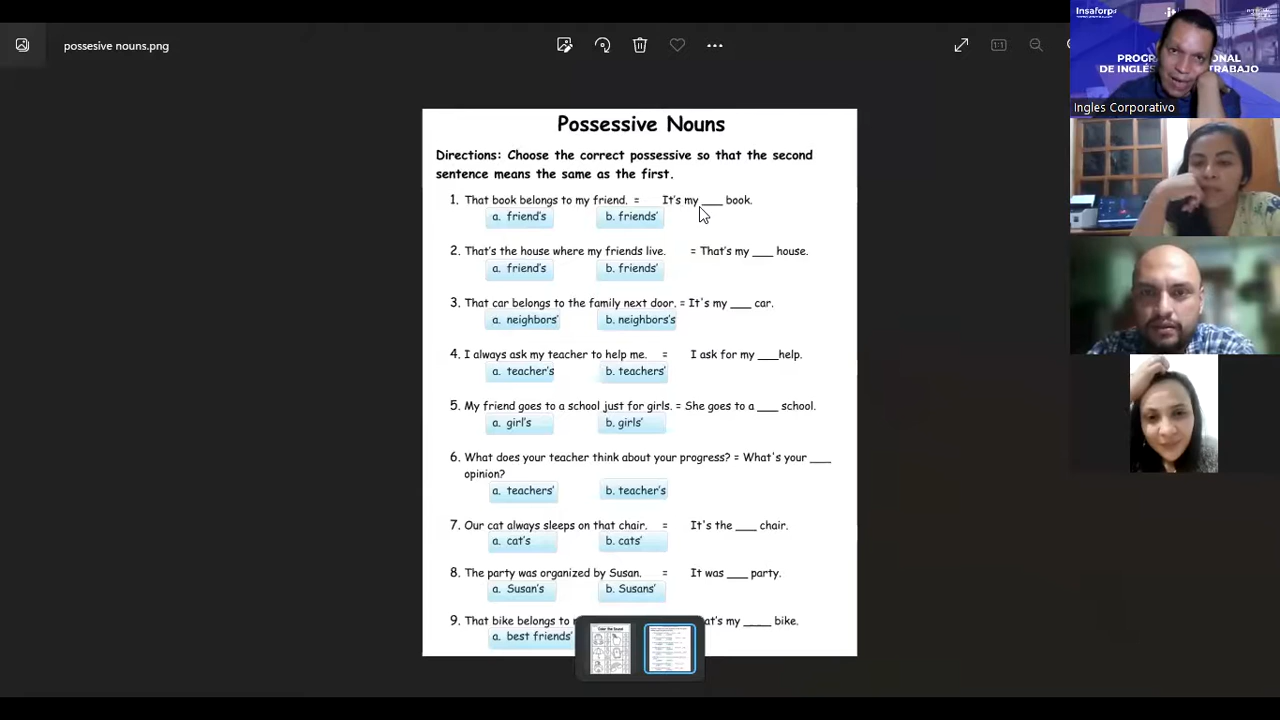 possesive nouns.png
Possessive Nouns
Directions: Choose the correct possessive so that the second
sentence means the same as the first.
1. That book belongs to my friend. = It's my ___ book.
a. friend's b. friends'
2. That's the house where my friends live. = That's my ___ house.
a. friend's b. friends'
3. That car belongs to the family next door. = It's my ___ car.
a. neighbors' b. neighbors's
4. I always ask my teacher to help me. = I ask for my ___help.
a. teacher's b. teachers'
5. My friend goes to a school just for girls. = She goes to a ___ school.
a. girl's b. girls'
6. What does your teacher think about your progress? = What's your ___
opinion?
a. teachers' b. teacher's
7. Our cat always sleeps on that chair. = It's the ___ chair.
a. cat's b. cats'
8. The party was organized by Susan. = It was ___ party.
a. Susan's b. Susans'
9. That bike belongs to my ____ bike.
a. best friends'
1:1
Insaforp
PROG IONAL
DE INGLÉS TRABAJO
Ingles Corporativo